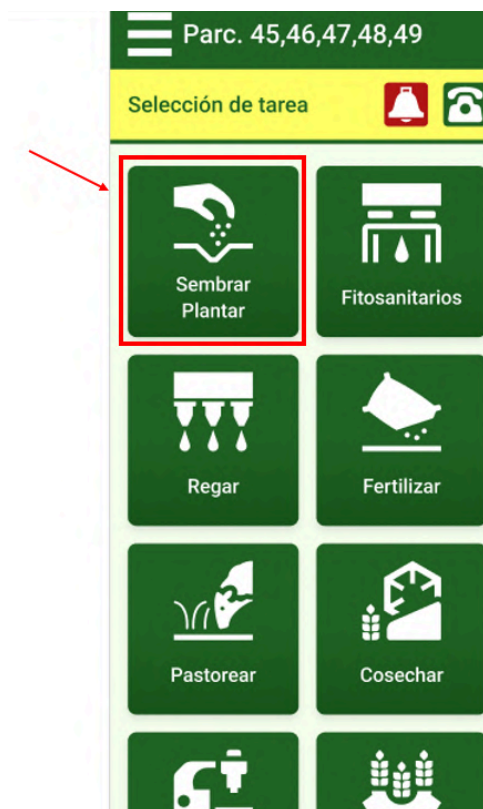 Parc. 45,46,47,48,49
Selección de tarea
Sembrar
Plantar
Fitosanitarios
Regar
Fertilizar
Pastorear
Cosechar